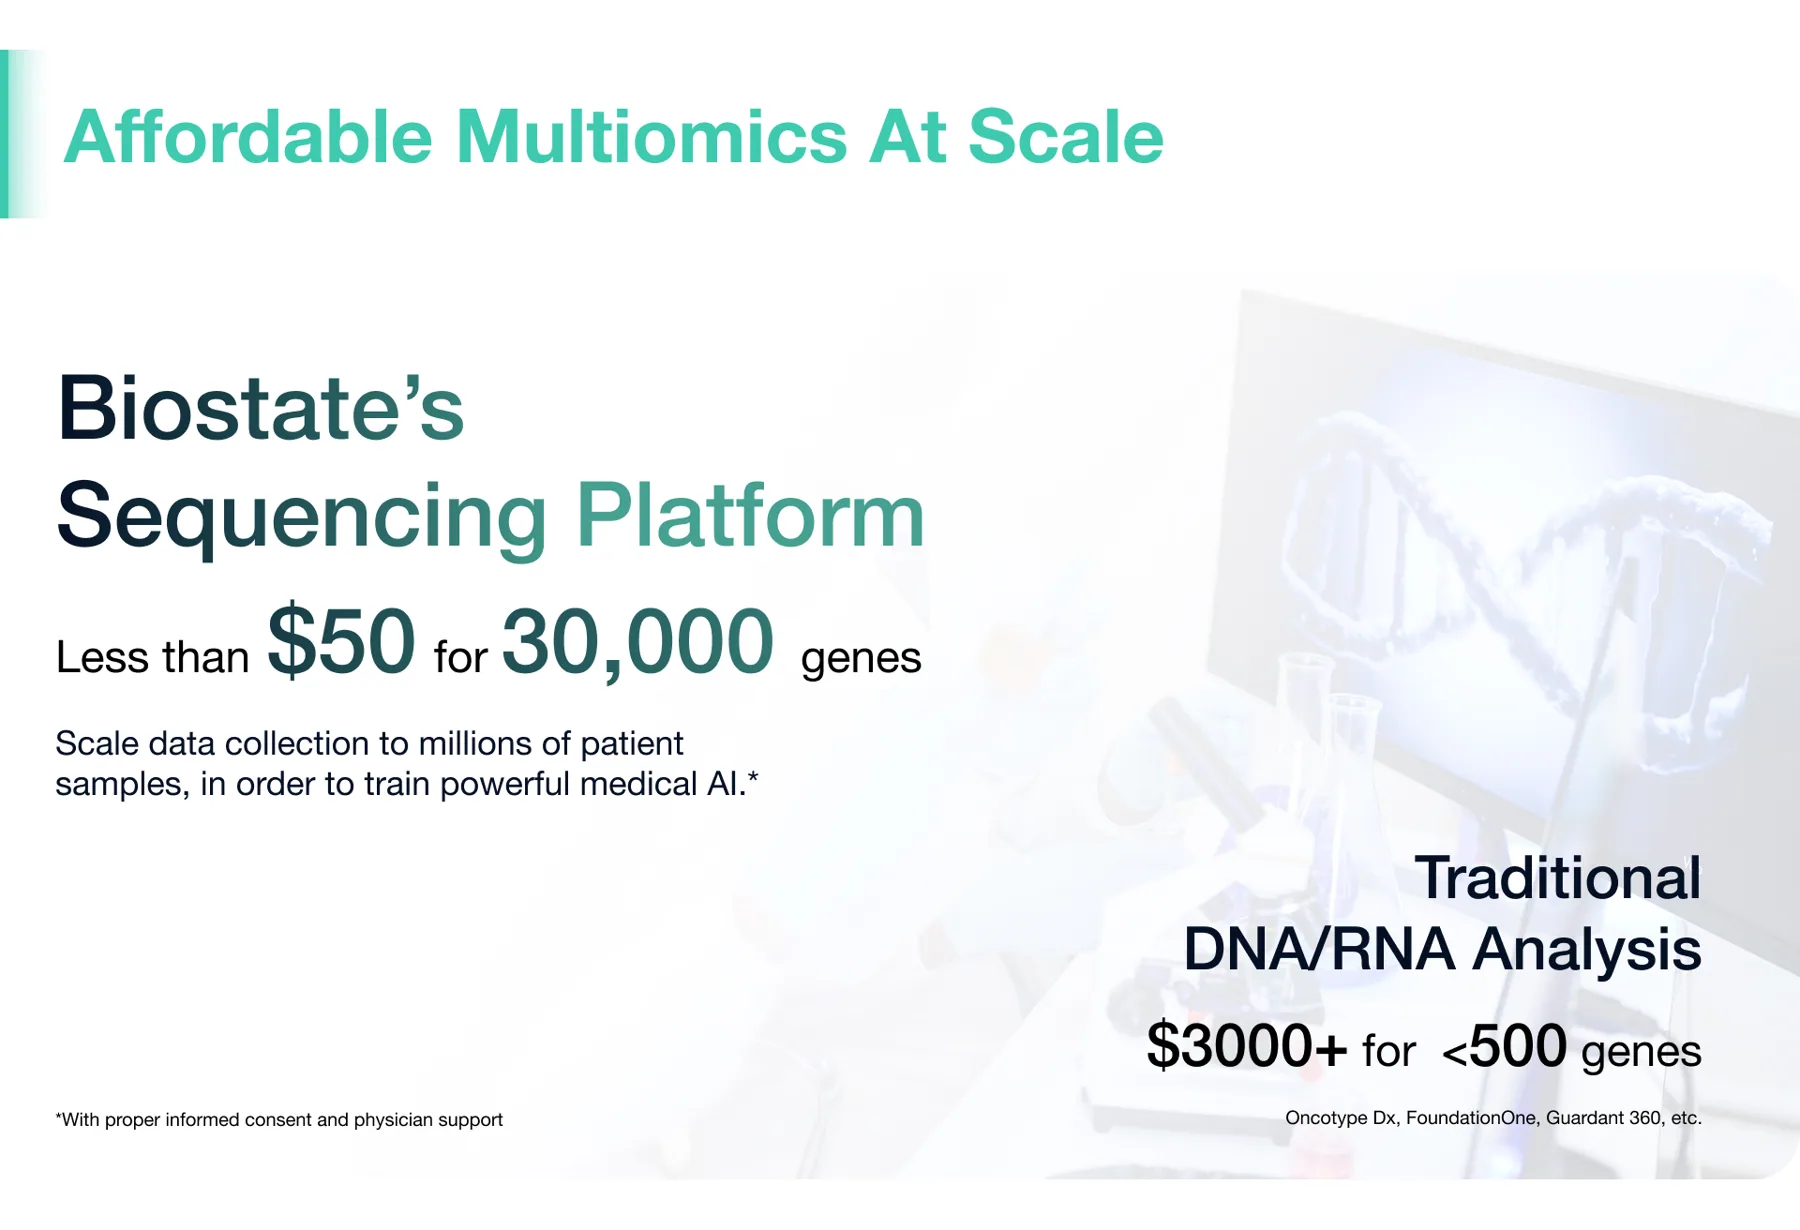 Affordable Multiomics At Scale
Biostate’s
Sequencing Platform
Less than $50 for 30,000 genes
Scale data collection to millions of patient
samples, in order to train powerful medical AI.*
Traditional
DNA/RNA Analysis
$3000+ for <500 genes
Oncotype Dx, FoundationOne, Guardant 360, etc.
*With proper informed consent and physician support